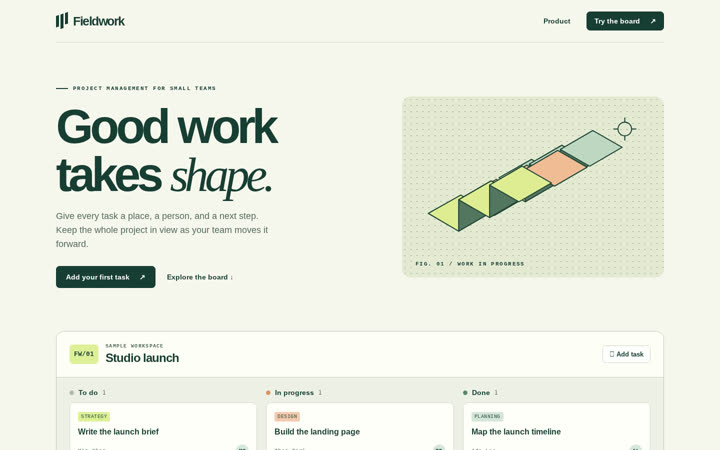 Fieldwork
Product
Try the board ↗
PROJECT MANAGEMENT FOR SMALL TEAMS
Good work
takes shape.
Give every task a place, a person, and a next step.
Keep the whole project in view as your team moves it
forward.
Add your first task ↗
Explore the board ↓
FIG. 01 / WORK IN PROGRESS
FW/01
SAMPLE WORKSPACE
Studio launch
Add task
To do 1
In progress 1
Done 1
STRATEGY
Write the launch brief
DESIGN
Build the landing page
PLANNING
Map the launch timeline